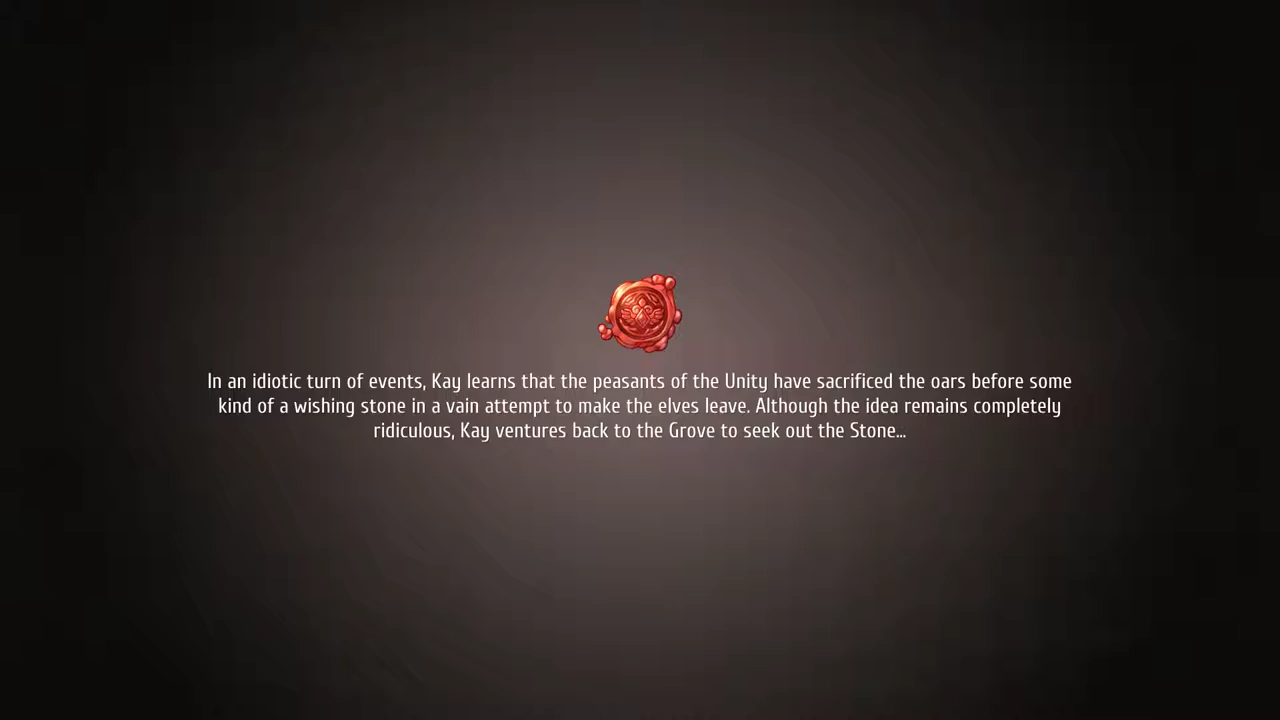 In an idiotic turn of events, Kay learns that the peasants of the Unity have sacrificed the oars before some
kind of a wishing stone in a vain attempt to make the elves leave. Although the idea remains completely
ridiculous, Kay ventures back to the Grove to seek out the Stone...